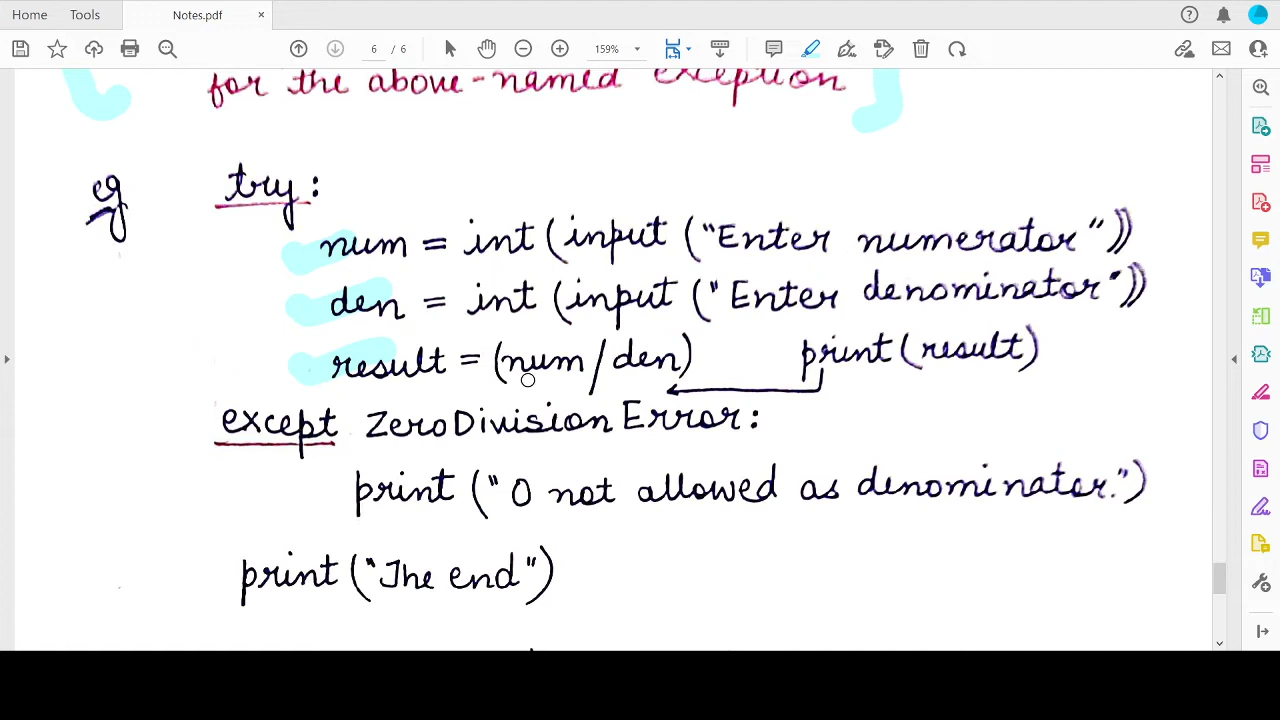 Home Tools Notes.pdf ×
6 / 6 159%
for the above-named exception
eg try:
num = int(input("Enter numerator"))
den = int(input("Enter denominator"))
result = (num/den) print(result)
except ZeroDivisionError:
print("0 not allowed as denominator.")
print("The end")